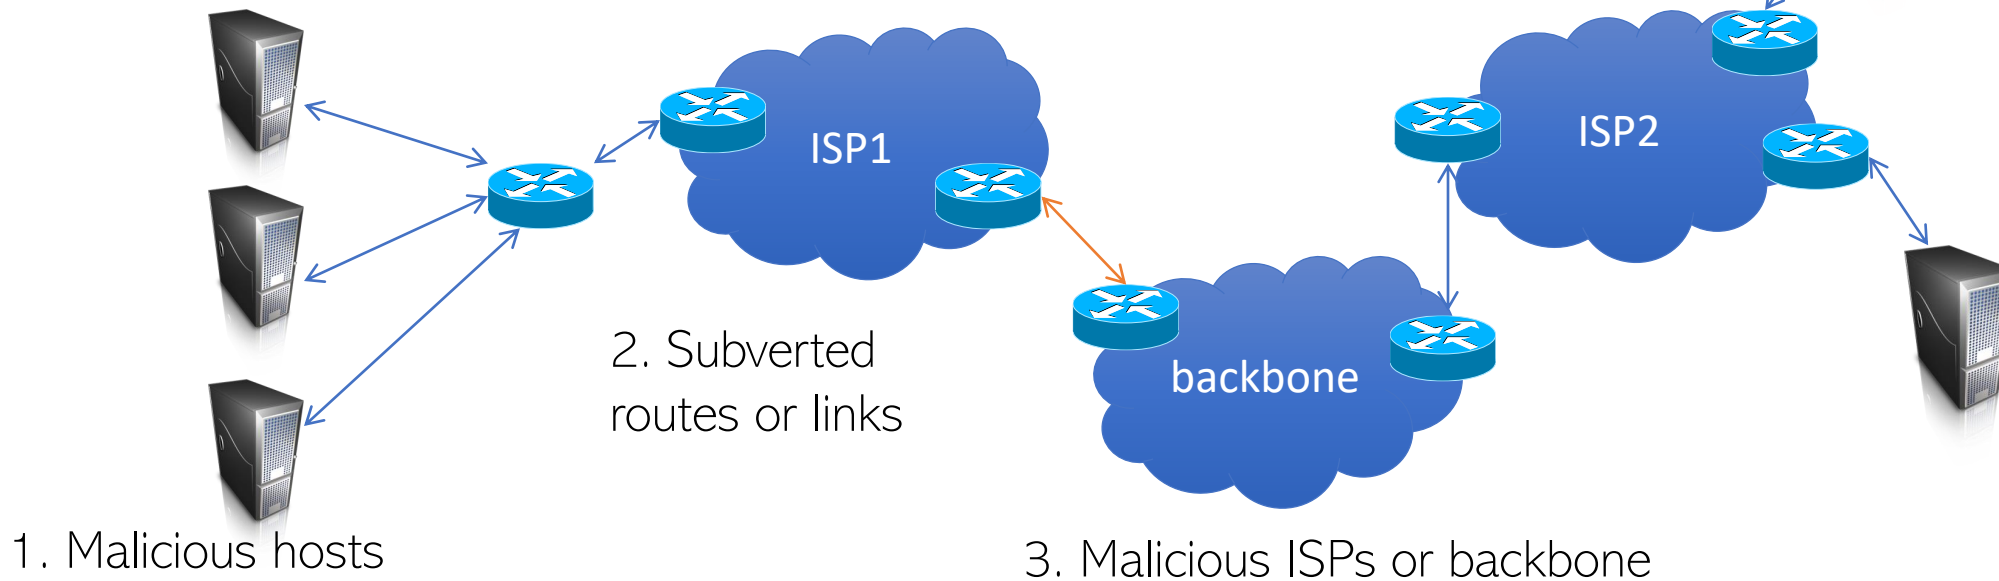 ISP1
ISP2
2. Subverted
routes or links
backbone
1. Malicious hosts
3. Malicious ISPs or backbone